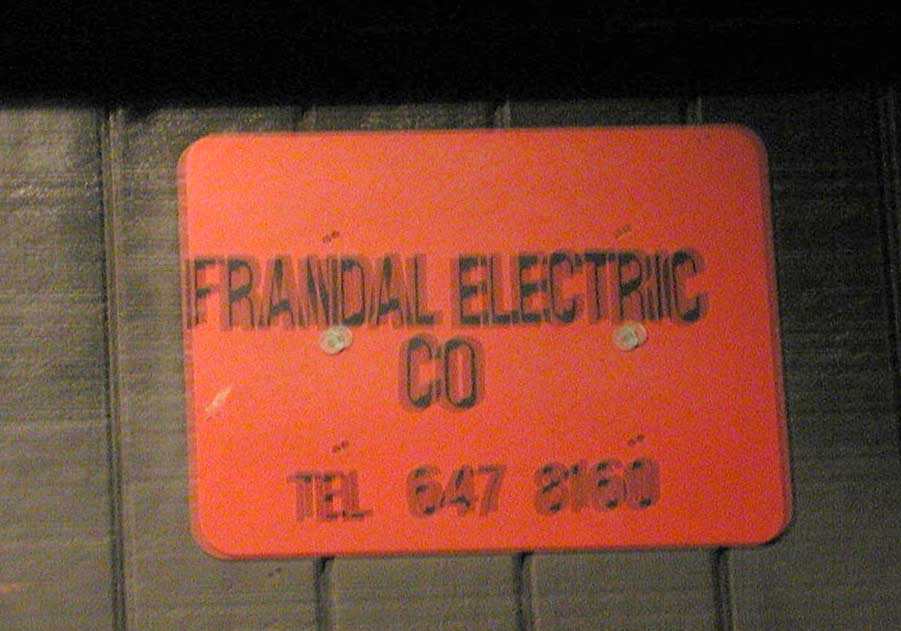 FRANDAL ELECTRIC
CO
TEL 647 8160